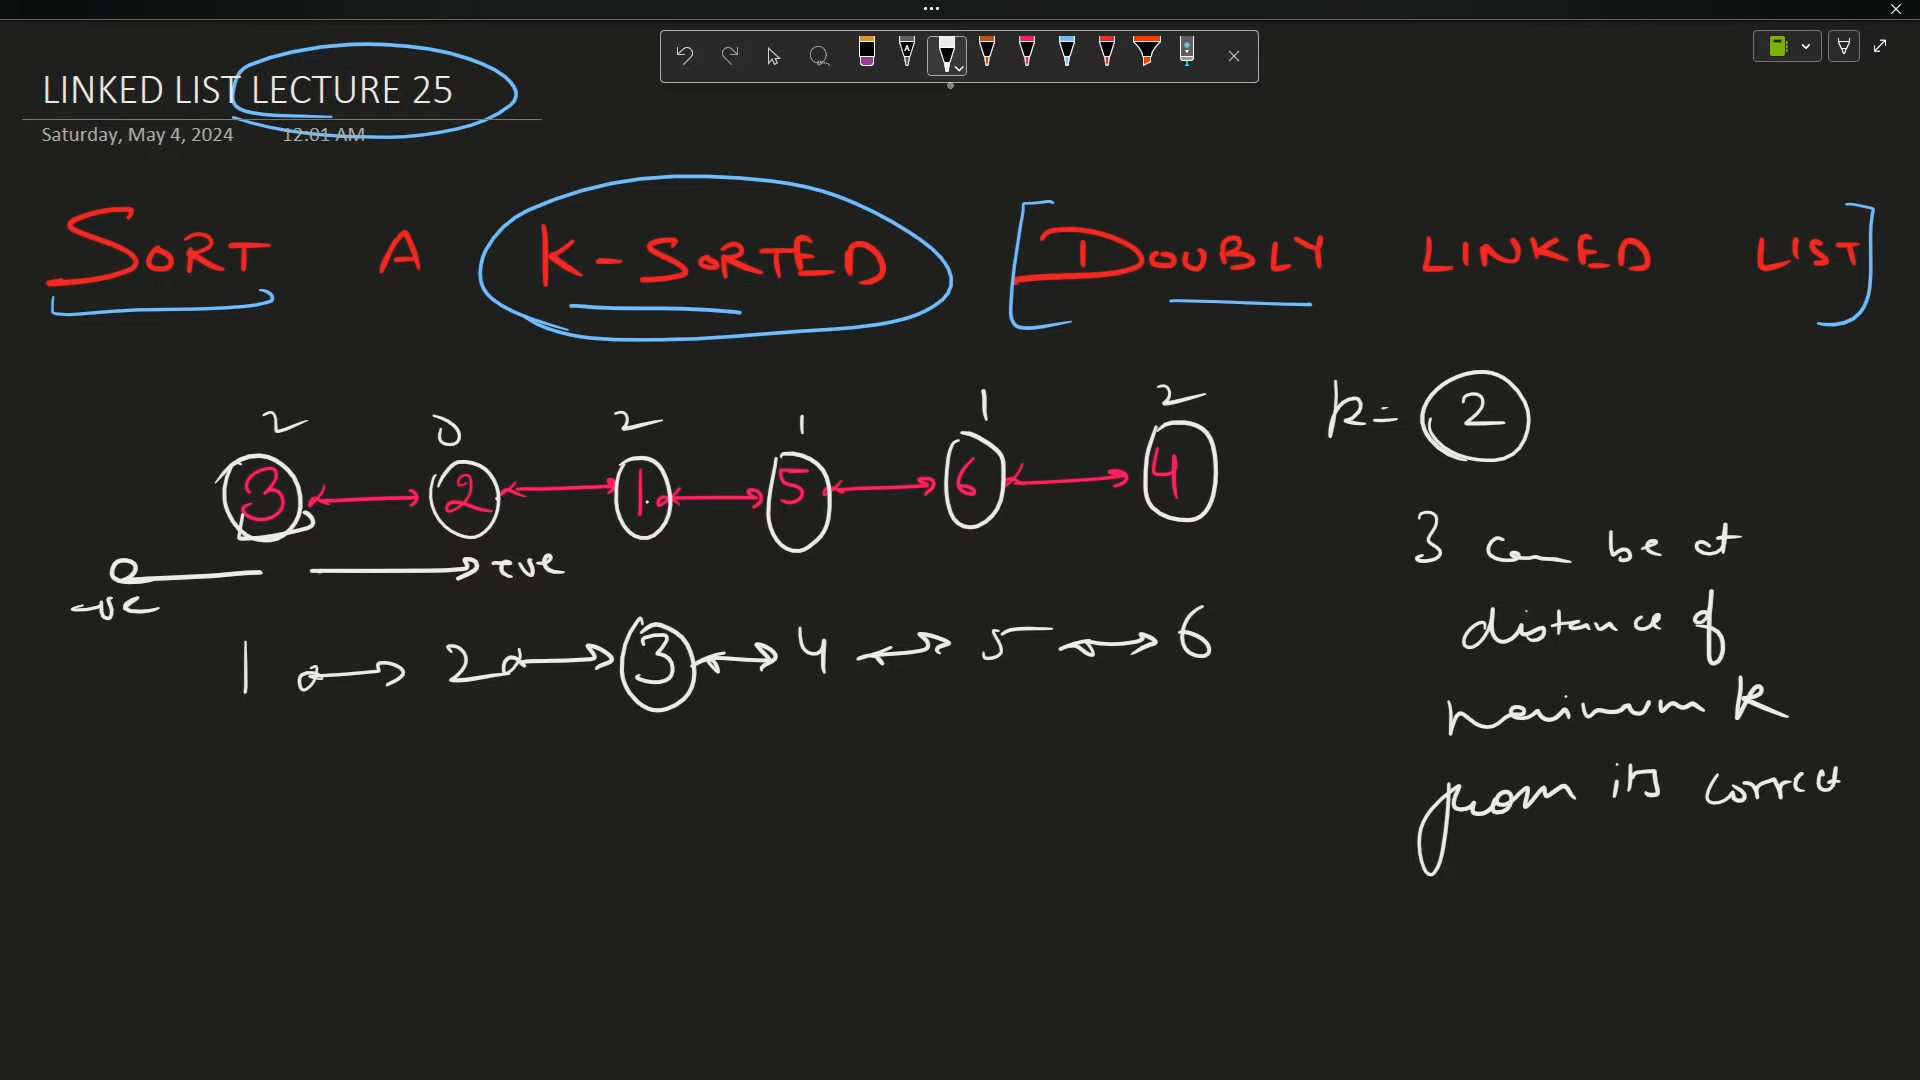 LINKED LIST LECTURE 25
Saturday, May 4, 2024 12:01 AM
SORT A K-SORTED [DOUBLY LINKED LIST]
2 0 2 1 1 2 k = 2
3 2 1 5 6 4
3 can be at
+ve
-ve
distance of
1 2 3 4 5 6
maximum k
from its correct